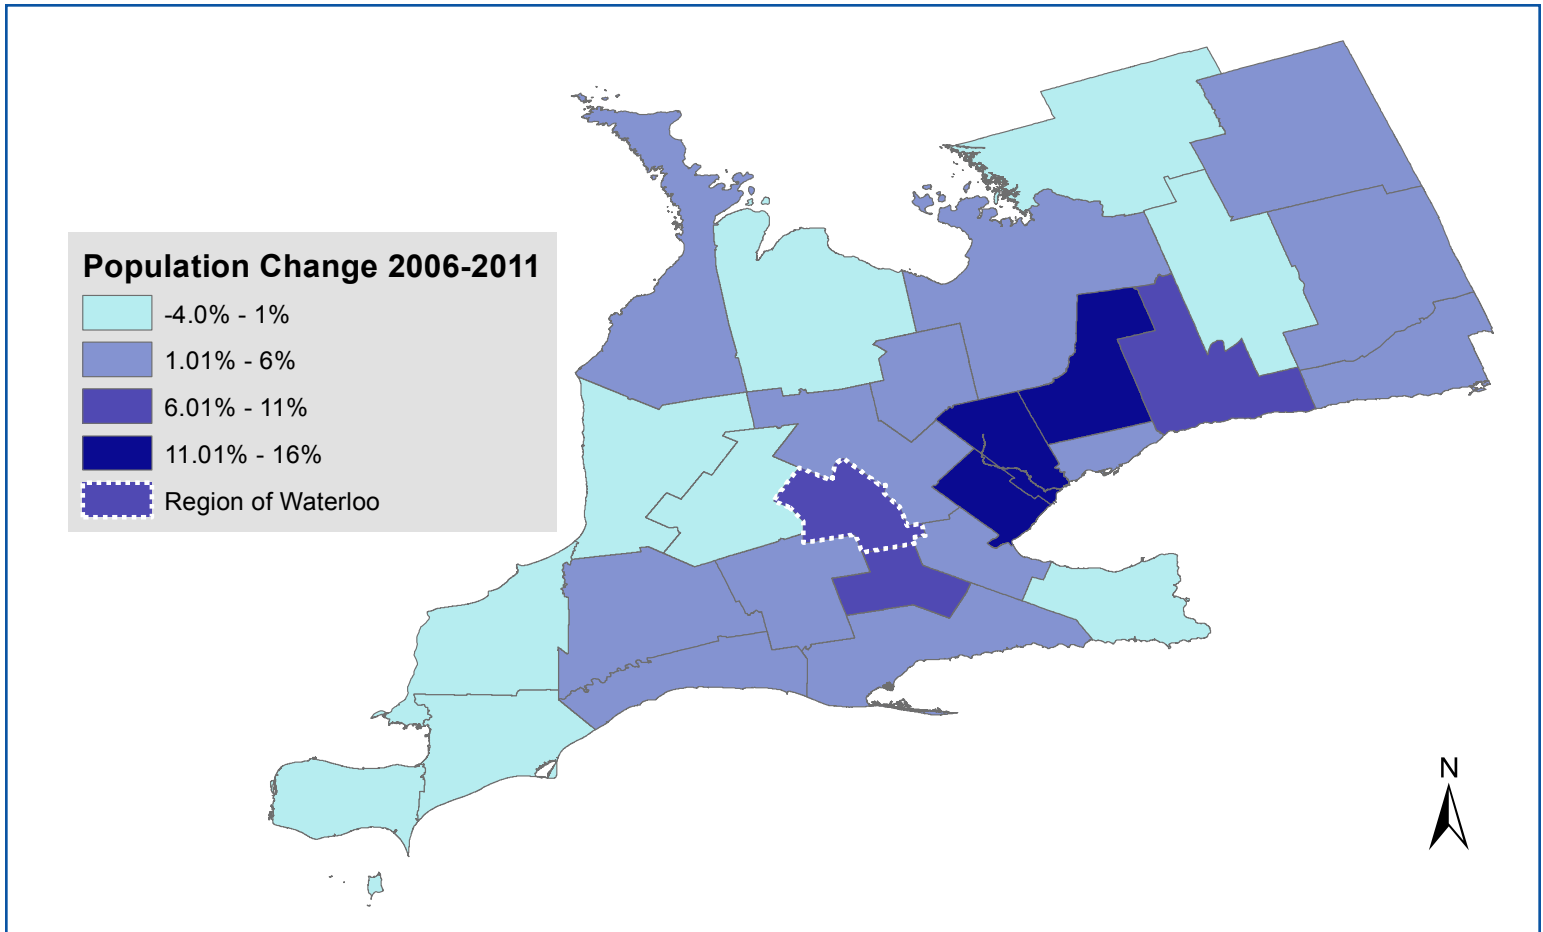 Population Change 2006-2011
-4.0% - 1%
1.01% - 6%
6.01% - 11%
11.01% - 16%
Region of Waterloo
N